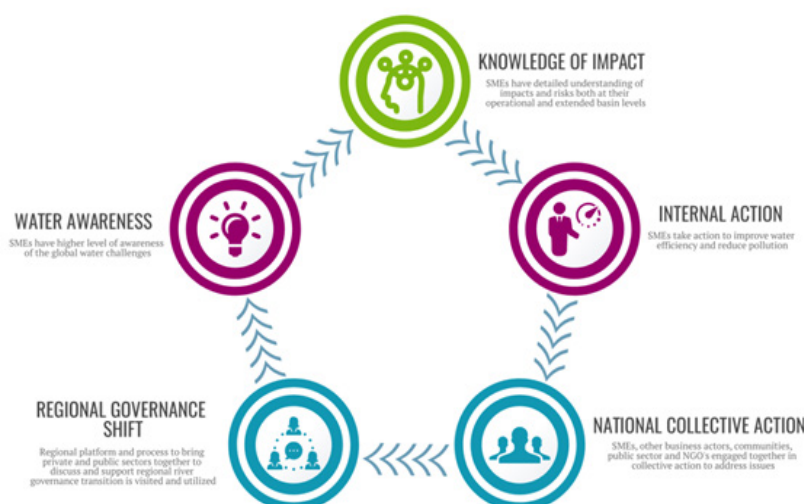 KNOWLEDGE OF IMPACT
SMEs have detailed understanding of
impacts and risks both at their
operational and extended basin levels
WATER AWARENESS
SMEs have higher level of awareness
of the global water challenges
INTERNAL ACTION
SMEs take action to improve water
efficiency and reduce pollution
REGIONAL GOVERNANCE
SHIFT
Regional platform and process to bring
private and public sectors together to
discuss and support regional river
governance transition is visited and utilized
NATIONAL COLLECTIVE ACTION
SMEs, other business actors, communities,
public sector and NGO's engaged together in
collective action to address issues